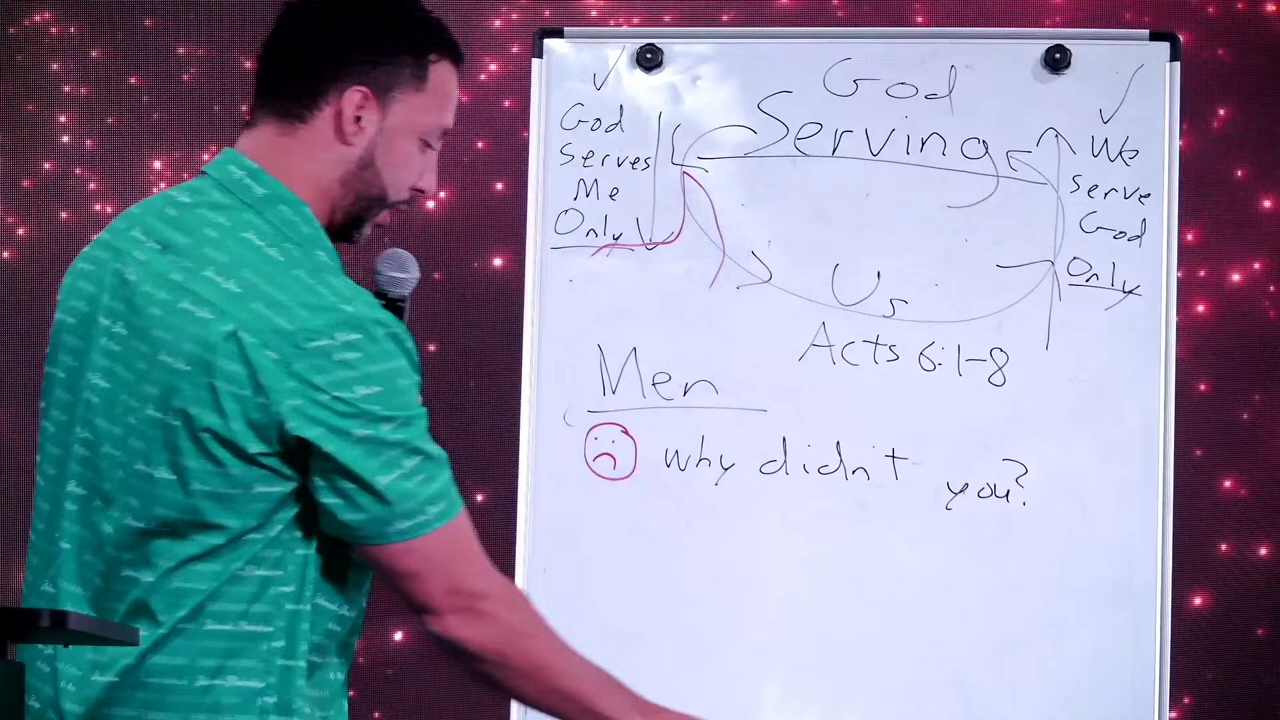 God
Serving
God
Serves
Me
Only
We
serve
God
Only
Us
Acts 6:1-8
Men
why didn't you?